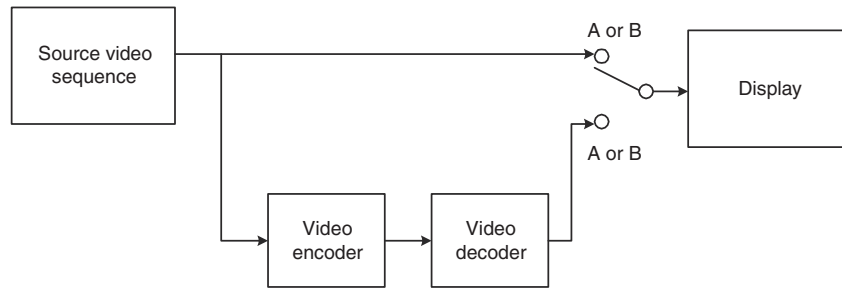 Source video
sequence
A or B
Display
A or B
Video
encoder
Video
decoder